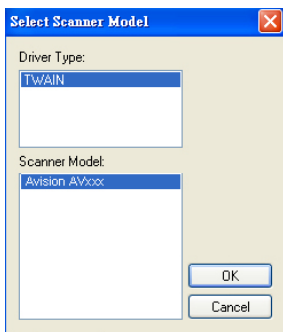 Select Scanner Model
Driver Type:
TWAIN
Scanner Model:
Avision AVxxx
OK
Cancel